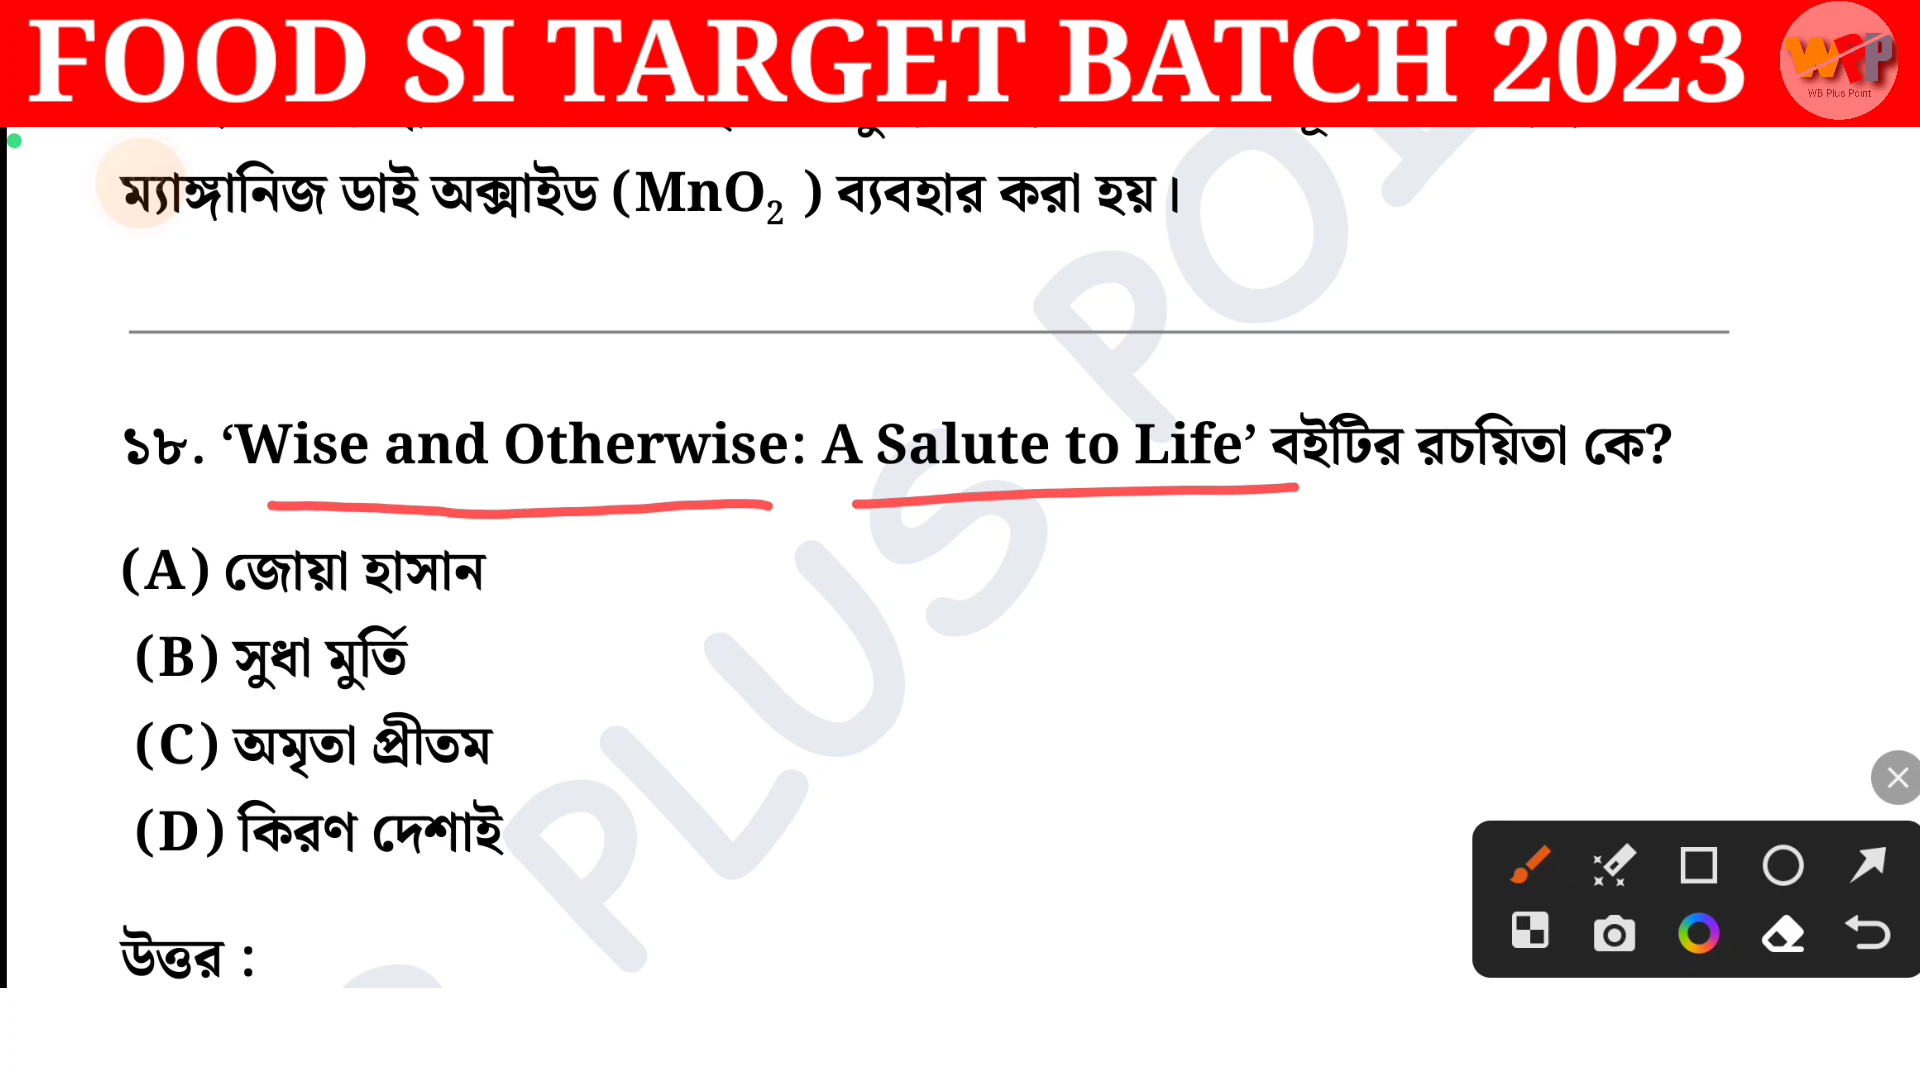 FOOD SI TARGET BATCH 2023
WB Plus Point
ম্যাঙ্গানিজ ডাই অক্সাইড (MnO₂ ) ব্যবহার করা হয়।
১৮. ‘Wise and Otherwise: A Salute to Life’ বইটির রচয়িতা কে?
(A) জোয়া হাসান
(B) সুধা মুর্তি
(C) অমৃতা প্রীতম
(D) কিরণ দেশাই
উত্তর :
PLUS